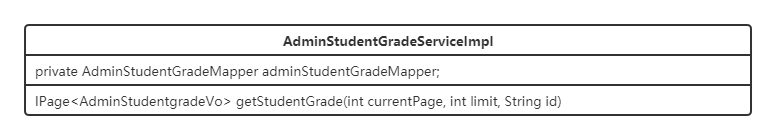 AdminStudentGradeServiceImpl
private AdminStudentGradeMapper adminStudentGradeMapper;
IPage<AdminStudentgradeVo> getStudentGrade(int currentPage, int limit, String id)